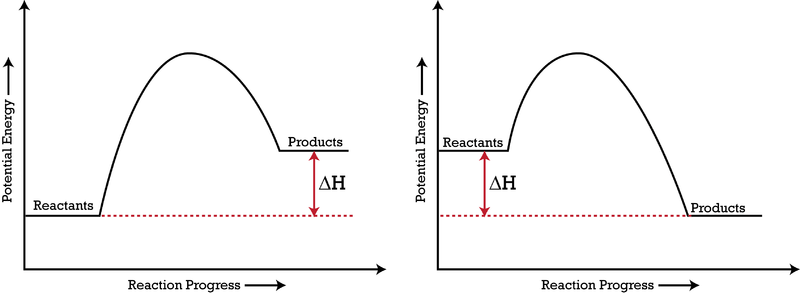 Potential Energy
Reactants
Products
ΔH
Reaction Progress
Potential Energy
Reactants
ΔH
Products
Reaction Progress